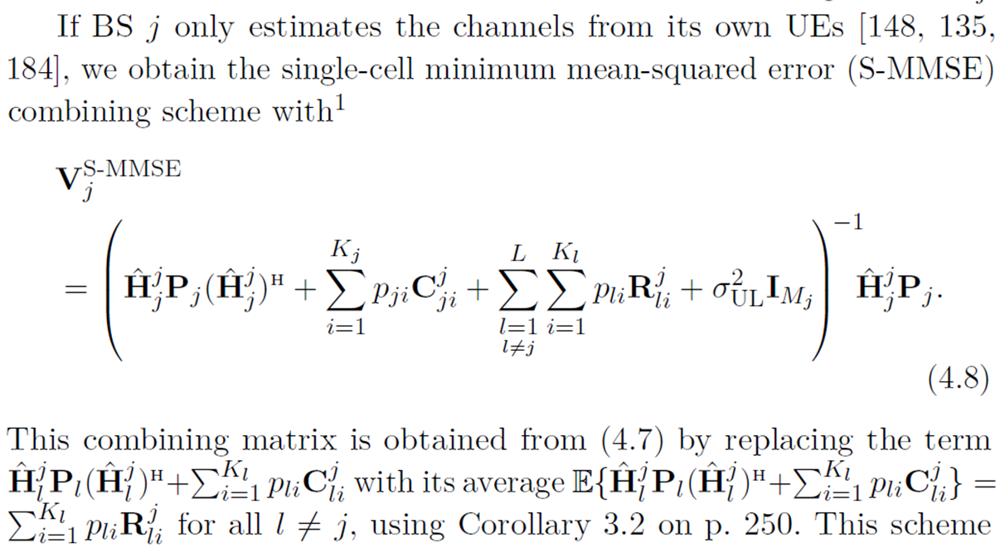 If BS j only estimates the channels from its own UEs [148, 135,
184], we obtain the single-cell minimum mean-squared error (S-MMSE)
combining scheme with¹
$\mathbf{V}_j^{\text{S-MMSE}}$
$= \left( \hat{\mathbf{H}}_j^j \mathbf{P}_j (\hat{\mathbf{H}}_j^j)^{\text{H}} + \sum_{i=1}^{K_j} p_{ji} \mathbf{C}_{ji}^j + \sum_{\substack{l=1 \\ l \neq j}}^{L} \sum_{i=1}^{K_l} p_{li} \mathbf{R}_{li}^j + \sigma_{\text{UL}}^2 \mathbf{I}_{M_j} \right)^{-1} \hat{\mathbf{H}}_j^j \mathbf{P}_j.$
(4.8)
This combining matrix is obtained from (4.7) by replacing the term
$\hat{\mathbf{H}}_l^j \mathbf{P}_l (\hat{\mathbf{H}}_l^j)^{\text{H}} + \sum_{i=1}^{K_l} p_{li} \mathbf{C}_{li}^j$ with its average $\mathbb{E}\{\hat{\mathbf{H}}_l^j \mathbf{P}_l (\hat{\mathbf{H}}_l^j)^{\text{H}} + \sum_{i=1}^{K_l} p_{li} \mathbf{C}_{li}^j\} =$
$\sum_{i=1}^{K_l} p_{li} \mathbf{R}_{li}^j$ for all $l \neq j$, using Corollary 3.2 on p. 250. This scheme